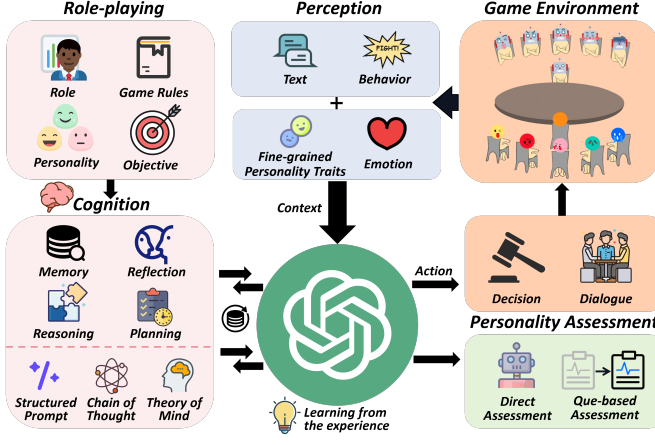 Role-playing
Role
Game Rules
Personality
Objective
Cognition
Memory
Reflection
Reasoning
Planning
Structured
Prompt
Chain of
Thought
Theory of
Mind
Perception
Text
FIGHT!
Behavior
+
Fine-grained
Personality Traits
Emotion
Context
Learning from
the experience
Game Environment
Action
Decision
Dialogue
Personality Assessment
Direct
Assessment
Que-based
Assessment